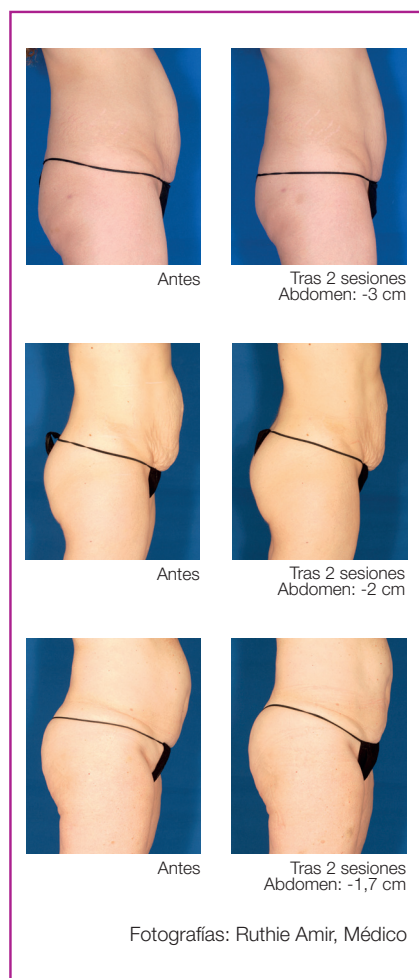 Antes
Tras 2 sesiones
Abdomen: -3 cm
Antes
Tras 2 sesiones
Abdomen: -2 cm
Antes
Tras 2 sesiones
Abdomen: -1,7 cm
Fotografías: Ruthie Amir, Médico